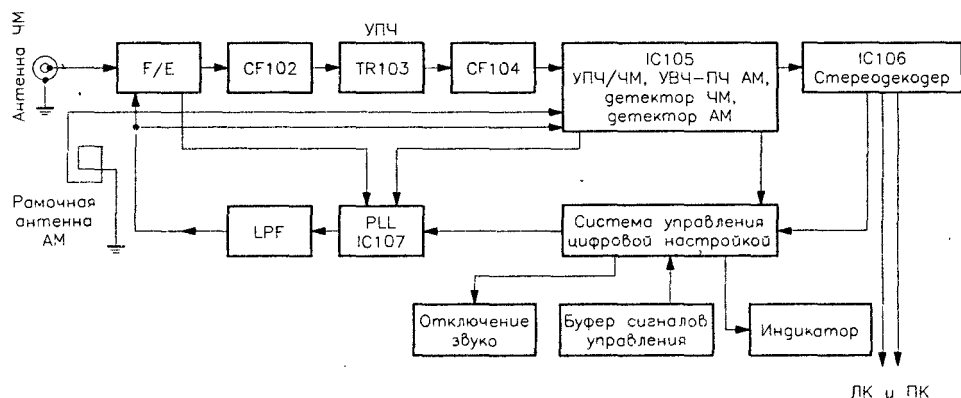 Антенна ЧМ
F/E
CF102
УПЧ
TR103
CF104
IC105
УПЧ/ЧМ, УВЧ-ПЧ АМ,
детектор ЧМ,
детектор АМ
IC106
Стереодекодер
Рамочная
антенна
АМ
LPF
PLL
IC107
Система управления
цифровой настройкой
Отключение
звука
Буфер сигналов
управления
Индикатор
ЛК и ПК